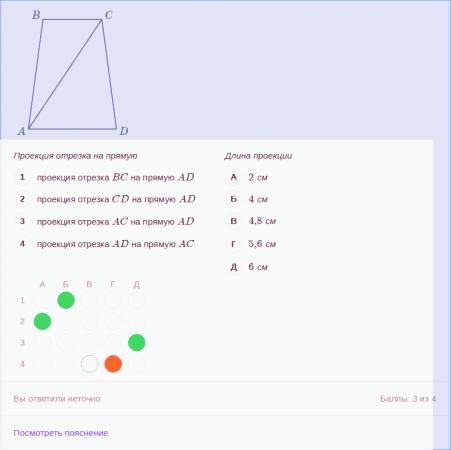 B C
A D
Проекция отрезка на прямую Длина проекции
1 проекция отрезка BC на прямую AD А 2 см
2 проекция отрезка CD на прямую AD Б 4 см
3 проекция отрезка AC на прямую AD В 4,8 см
4 проекция отрезка AD на прямую AC Г 5,6 см
Д 6 см
А Б В Г Д
1
2
3
4
Вы ответили неточно Баллы: 3 из 4
Посмотреть пояснение